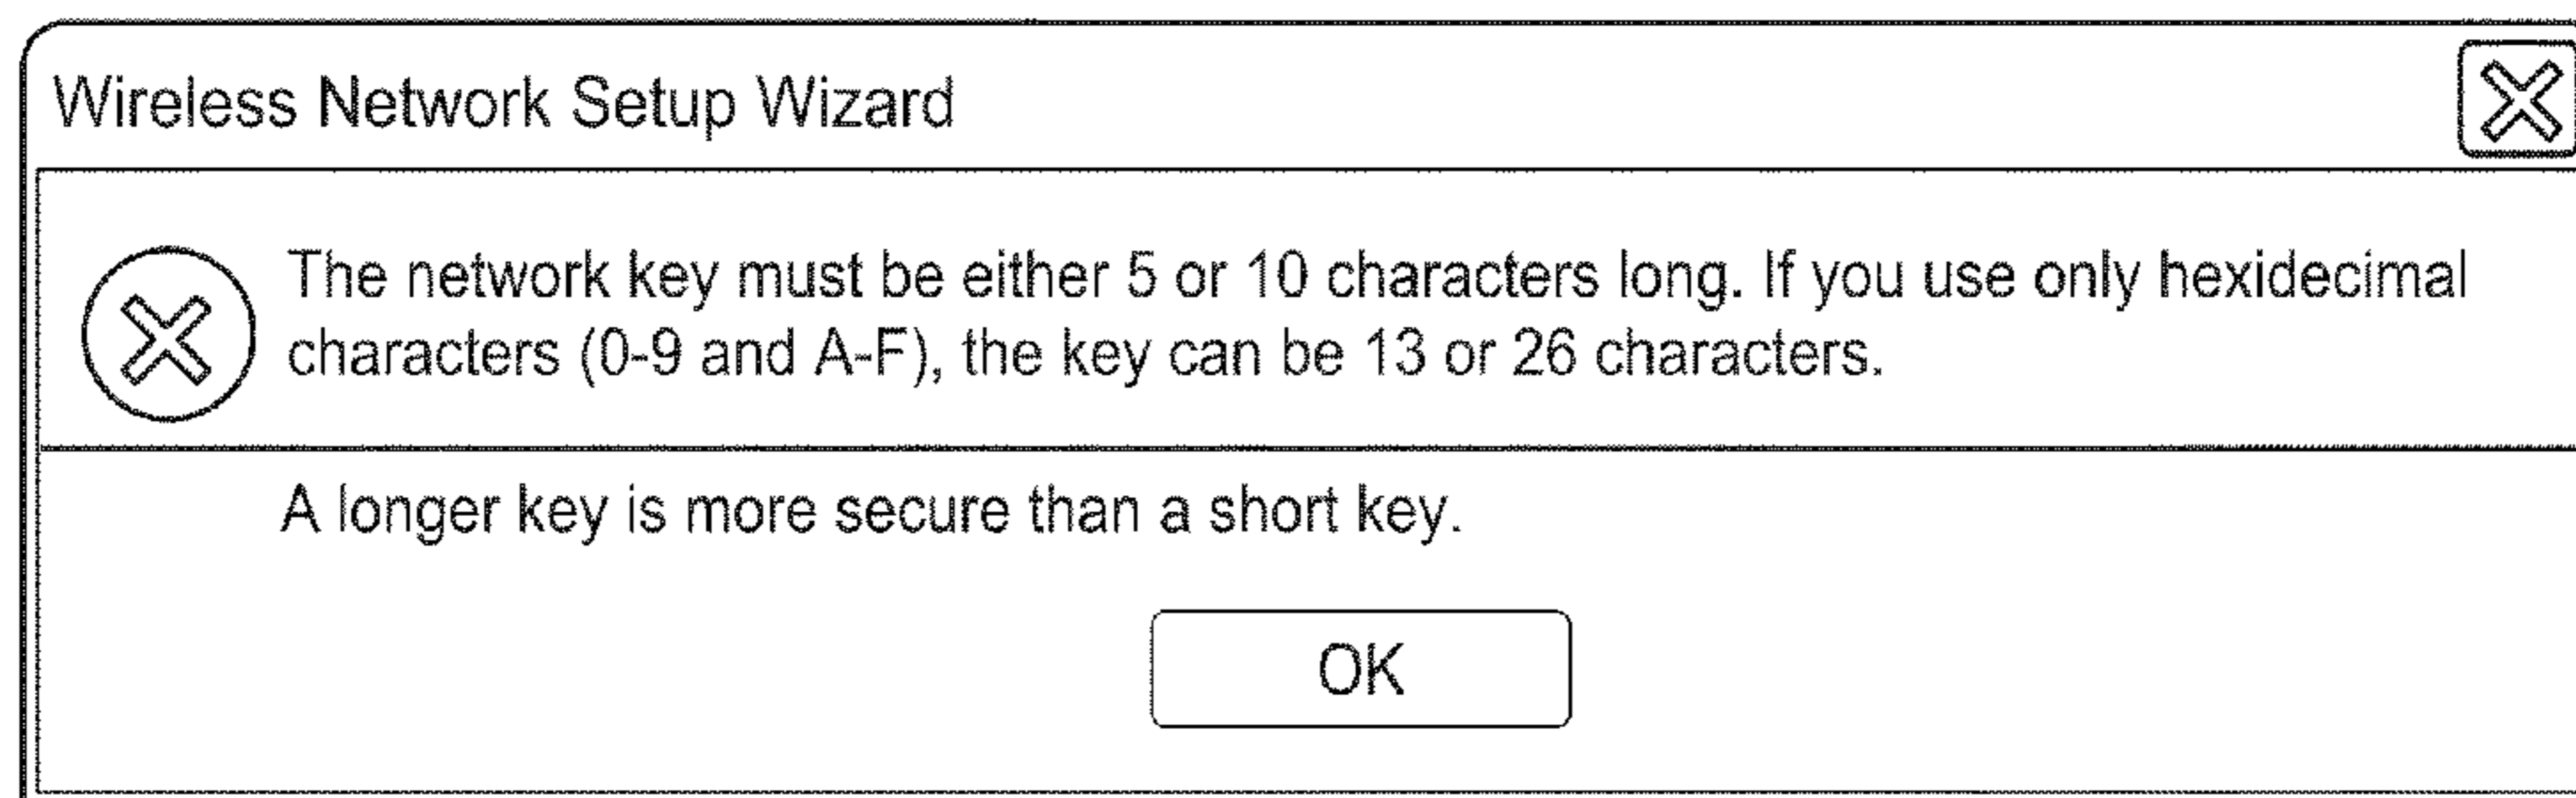 Wireless Network Setup Wizard
The network key must be either 5 or 10 characters long. If you use only hexidecimal
characters (0-9 and A-F), the key can be 13 or 26 characters.
A longer key is more secure than a short key.
OK